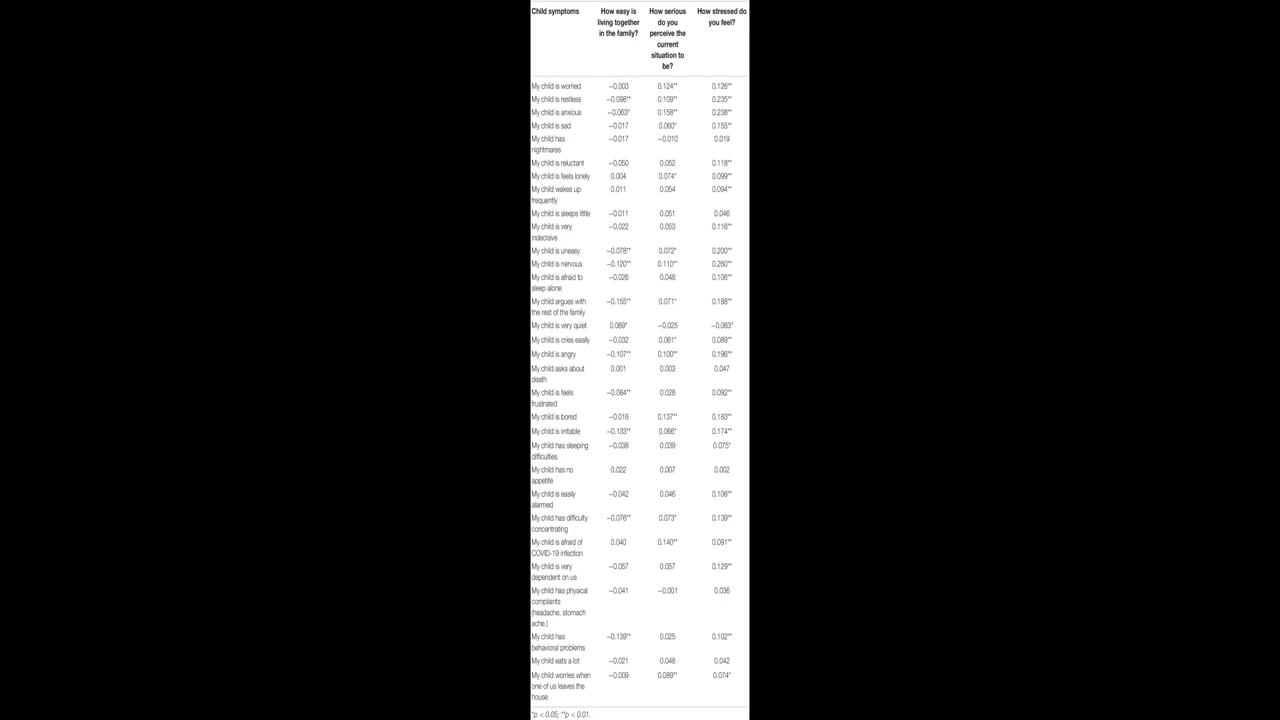 Child symptoms How easy is How serious How stressed do
living together do you you feel?
in the family? perceive the
current
situation to
be?
My child is worried −0.003 0.124** 0.126**
My child is restless −0.098** 0.109** 0.235**
My child is anxious −0.063* 0.158** 0.238**
My child is sad −0.017 0.060* 0.155**
My child has −0.017 −0.010 0.019
nightmares
My child is reluctant −0.050 0.052 0.118**
My child is feels lonely 0.004 0.074* 0.099**
My child wakes up 0.011 0.054 0.094**
frequently
My child is sleeps little −0.011 0.051 0.046
My child is very −0.022 0.053 0.116**
indecisive
My child is uneasy −0.078** 0.072* 0.200**
My child is nervous −0.120** 0.110** 0.260**
My child is afraid to −0.026 0.048 0.106**
sleep alone
My child argues with −0.155** 0.071* 0.188**
the rest of the family
My child is very quiet 0.069* −0.025 −0.063*
My child is cries easily −0.032 0.061* 0.089**
My child is angry −0.107** 0.100** 0.196**
My child asks about 0.001 0.003 0.047
death
My child is feels −0.084** 0.028 0.092**
frustrated
My child is bored −0.016 0.137** 0.183**
My child is irritable −0.133** 0.066* 0.174**
My child has sleeping −0.038 0.039 0.075*
difficulties
My child has no 0.022 0.007 0.002
appetite
My child is easily −0.042 0.046 0.106**
alarmed
My child has difficulty −0.076** 0.073* 0.139**
concentrating
My child is afraid of 0.040 0.140** 0.091**
COVID-19 infection
My child is very −0.057 0.057 0.129**
dependent on us
My child has physical −0.041 −0.001 0.036
complaints
(headache, stomach
ache.)
My child has −0.139** 0.025 0.102**
behavioral problems
My child eats a lot −0.021 0.048 0.042
My child worries when −0.009 0.089** 0.074*
one of us leaves the
house
*p < 0.05; **p < 0.01.